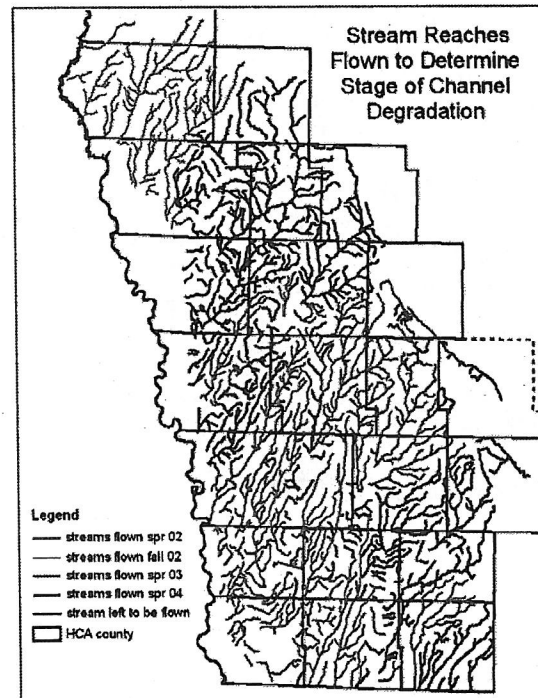 Stream Reaches
Flown to Determine
Stage of Channel
Degradation
Legend
streams flown spr 02
streams flown fall 02
streams flown spr 03
streams flown spr 04
stream left to be flown
HCA county